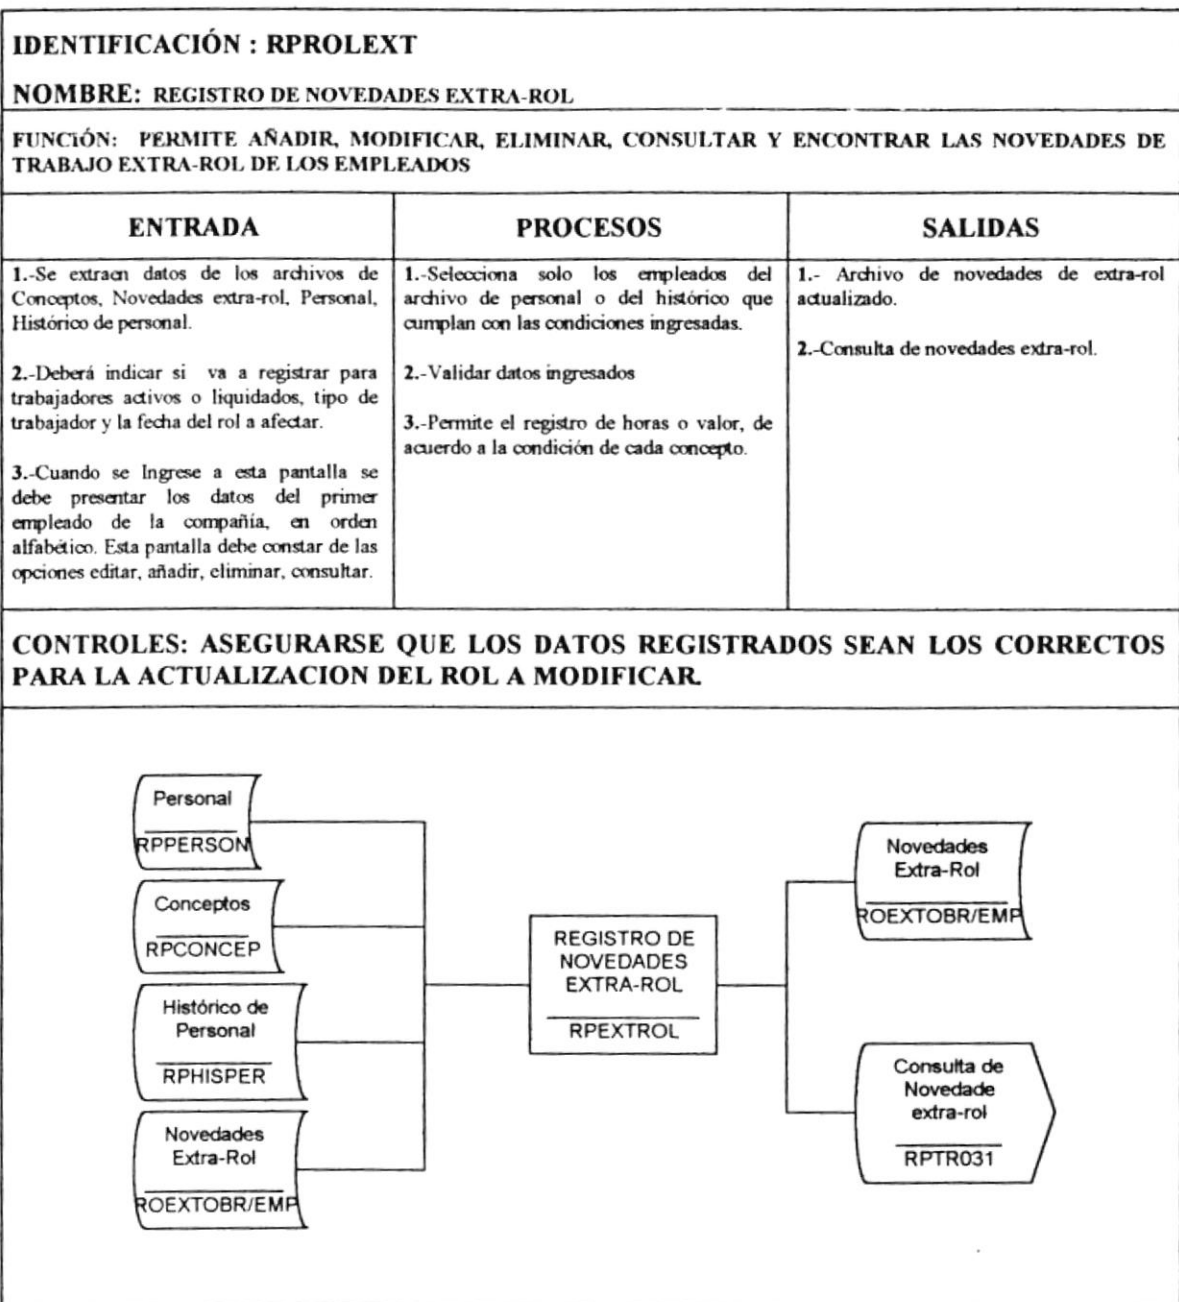 IDENTIFICACIÓN : RPROLEXT
NOMBRE: REGISTRO DE NOVEDADES EXTRA-ROL
FUNCIÓN: PERMITE AÑADIR, MODIFICAR, ELIMINAR, CONSULTAR Y ENCONTRAR LAS NOVEDADES DE
TRABAJO EXTRA-ROL DE LOS EMPLEADOS
ENTRADA
1.-Se extraen datos de los archivos de
Conceptos, Novedades extra-rol, Personal,
Histórico de personal.
2.-Deberá indicar si va a registrar para
trabajadores activos o liquidados, tipo de
trabajador y la fecha del rol a afectar.
3.-Cuando se Ingrese a esta pantalla se
debe presentar los datos del primer
empleado de la compañía, en orden
alfabético. Esta pantalla debe constar de las
opciones editar, añadir, eliminar, consultar.
PROCESOS
1.-Selecciona solo los empleados del
archivo de personal o del histórico que
cumplan con las condiciones ingresadas.
2.-Validar datos ingresados
3.-Permite el registro de horas o valor, de
acuerdo a la condición de cada concepto.
SALIDAS
1.- Archivo de novedades de extra-rol
actualizado.
2.-Consulta de novedades extra-rol.
CONTROLES: ASEGURARSE QUE LOS DATOS REGISTRADOS SEAN LOS CORRECTOS
PARA LA ACTUALIZACION DEL ROL A MODIFICAR.
Personal
RPPERSON
Conceptos
RPCONCEP
Histórico de
Personal
RPHISPER
Novedades
Extra-Rol
ROEXTOBR/EMP
REGISTRO DE
NOVEDADES
EXTRA-ROL
RPEXTROL
Novedades
Extra-Rol
ROEXTOBR/EMP
Consulta de
Novedade
extra-rol
RPTR031